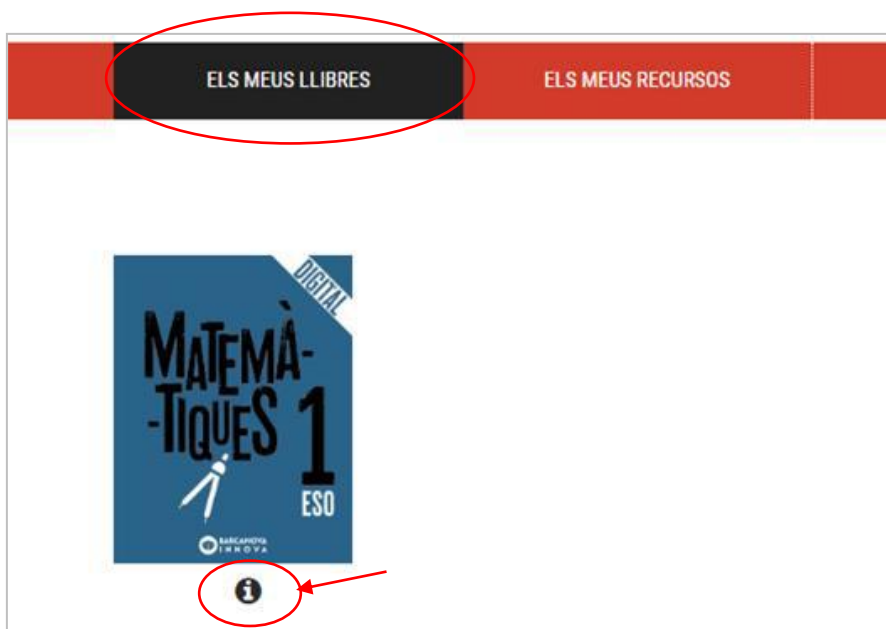 ELS MEUS LLIBRES
ELS MEUS RECURSOS
DIGITAL
MATEMÀ-
-TIQUES 1
ESO
BARCANOVA
INNOVA